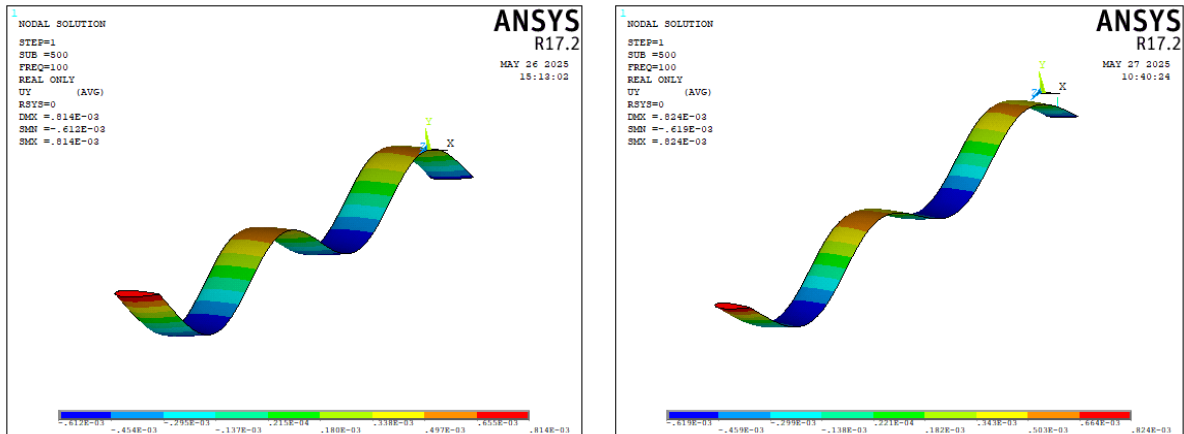 1
NODAL SOLUTION
STEP=1
SUB =500
FREQ=100
REAL ONLY
UY (AVG)
RSYS=0
DMX =.814E-03
SMN =-.612E-03
SMX =.814E-03
ANSYS
R17.2
MAY 26 2025
15:13:02
Y
Z X
-.612E-03 -.295E-03 .215E-04 .338E-03 .655E-03
-.454E-03 -.137E-03 .180E-03 .497E-03 .814E-03
1
NODAL SOLUTION
STEP=1
SUB =500
FREQ=100
REAL ONLY
UY (AVG)
RSYS=0
DMX =.824E-03
SMN =-.619E-03
SMX =.824E-03
ANSYS
R17.2
MAY 27 2025
10:40:24
Y
Z X
-.619E-03 -.299E-03 .221E-04 .343E-03 .664E-03
-.459E-03 -.138E-03 .182E-03 .503E-03 .824E-03